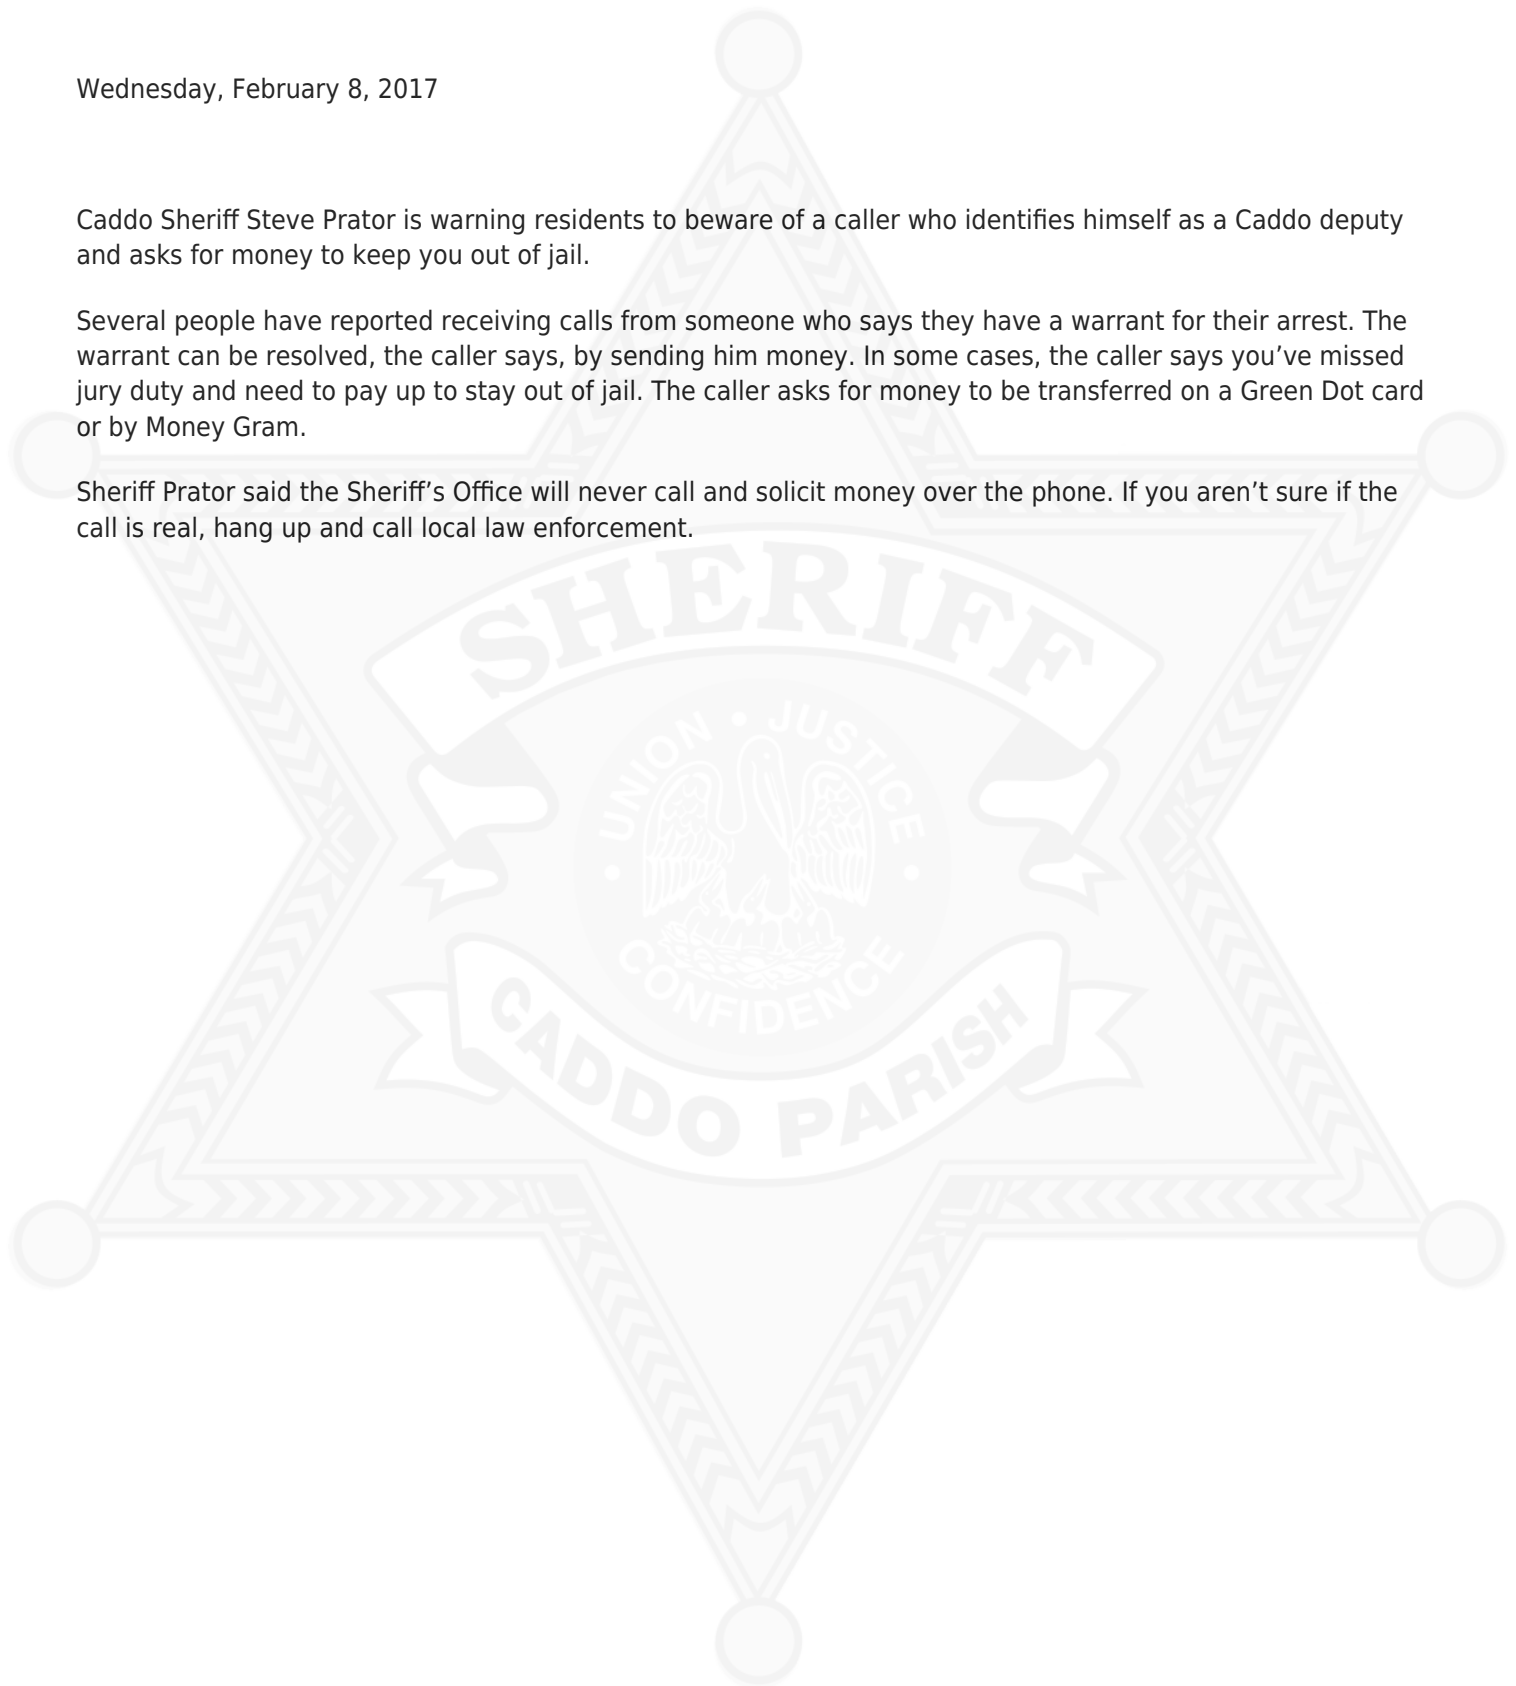 Wednesday, February 8, 2017
Caddo Sheriff Steve Prator is warning residents to beware of a caller who identifies himself as a Caddo deputy
and asks for money to keep you out of jail.
Several people have reported receiving calls from someone who says they have a warrant for their arrest. The
warrant can be resolved, the caller says, by sending him money. In some cases, the caller says you’ve missed
jury duty and need to pay up to stay out of jail. The caller asks for money to be transferred on a Green Dot card
or by Money Gram.
Sheriff Prator said the Sheriff’s Office will never call and solicit money over the phone. If you aren’t sure if the
call is real, hang up and call local law enforcement.
SHERIFF
UNION • JUSTICE
• CONFIDENCE •
CADDO PARISH